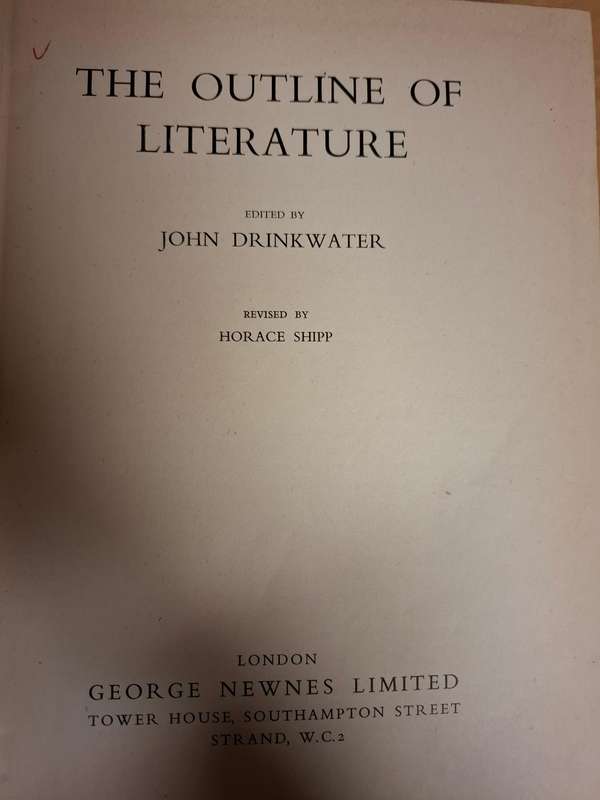 THE OUTLINE OF
LITERATURE
EDITED BY
JOHN DRINKWATER
REVISED BY
HORACE SHIPP
LONDON
GEORGE NEWNES LIMITED
TOWER HOUSE, SOUTHAMPTON STREET
STRAND, W.C.2